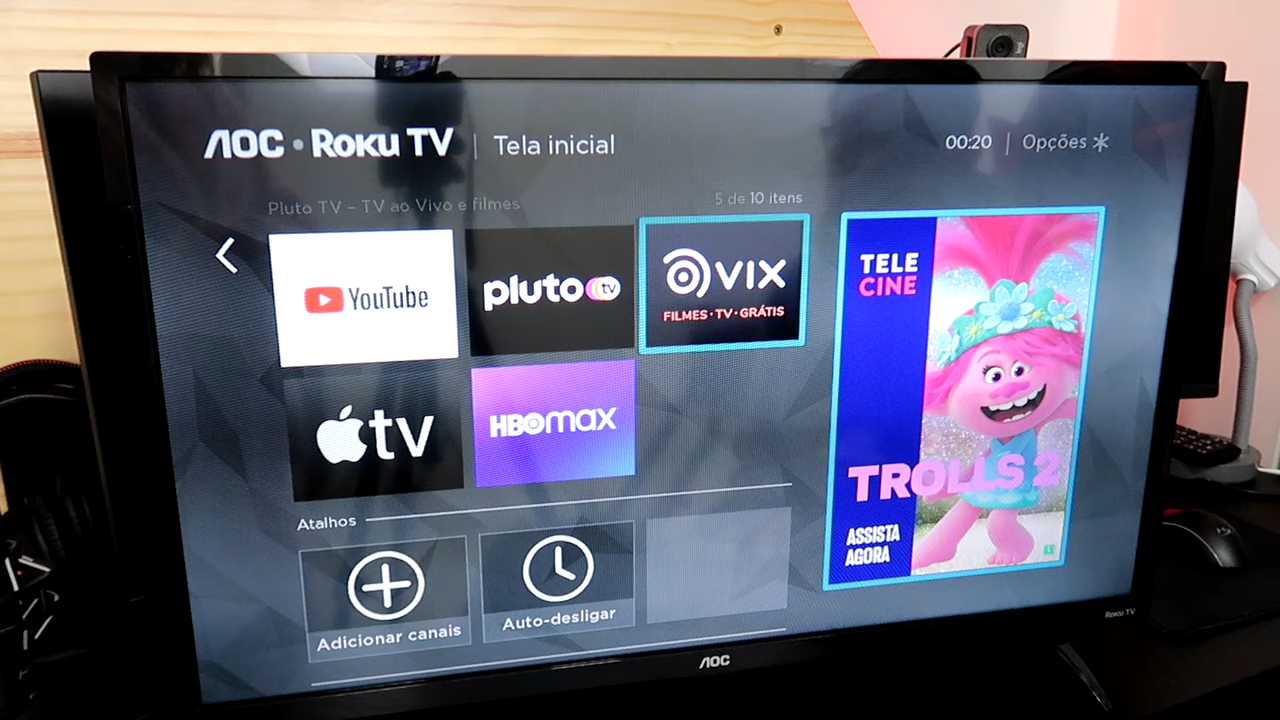 AOC • Roku TV | Tela inicial
00:20 | Opções
Pluto TV – TV ao Vivo e filmes
5 de 10 itens
YouTube
pluto tv
VIX
FILMES • TV • GRÁTIS
tv
HBOmax
TELE
CINE
TROLLS 2
ASSISTA
AGORA
Atalhos
Adicionar canais
Auto-desligar
Roku TV
AOC